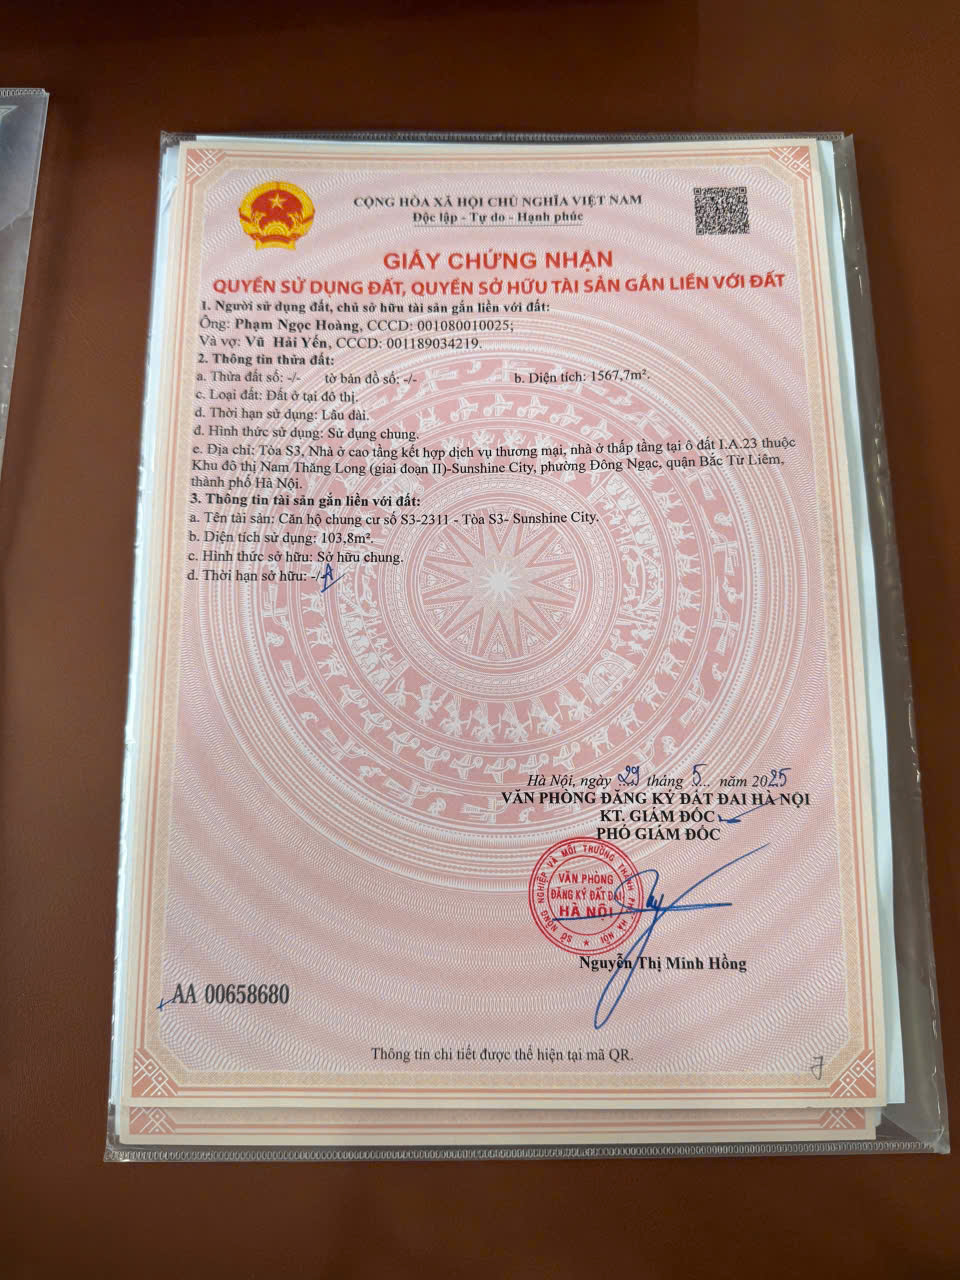 CỘNG HÒA XÃ HỘI CHỦ NGHĨA VIỆT NAM
Độc lập - Tự do - Hạnh phúc
GIẤY CHỨNG NHẬN
QUYỀN SỬ DỤNG ĐẤT, QUYỀN SỞ HỮU TÀI SẢN GẮN LIỀN VỚI ĐẤT
1. Người sử dụng đất, chủ sở hữu tài sản gắn liền với đất:
Ông: Phạm Ngọc Hoàng, CCCD: 001080010025;
Và vợ: Vũ Hải Yến, CCCD: 001189034219.
2. Thông tin thửa đất:
a. Thửa đất số: -/- tờ bản đồ số: -/- b. Diện tích: 1567,7m².
c. Loại đất: Đất ở tại đô thị.
d. Thời hạn sử dụng: Lâu dài.
đ. Hình thức sử dụng: Sử dụng chung.
e. Địa chỉ: Tòa S3, Nhà ở cao tầng kết hợp dịch vụ thương mại, nhà ở thấp tầng tại ô đất I.A.23 thuộc
Khu đô thị Nam Thăng Long (giai đoạn II)-Sunshine City, phường Đông Ngạc, quận Bắc Từ Liêm,
thành phố Hà Nội.
3. Thông tin tài sản gắn liền với đất:
a. Tên tài sản: Căn hộ chung cư số S3-2311 - Tòa S3- Sunshine City.
b. Diện tích sử dụng: 103,8m².
c. Hình thức sở hữu: Sở hữu chung.
d. Thời hạn sở hữu: -/-
Hà Nội, ngày 29 tháng 5 năm 2025
VĂN PHÒNG ĐĂNG KÝ ĐẤT ĐAI HÀ NỘI
KT. GIÁM ĐỐC
PHÓ GIÁM ĐỐC
SỞ NÔNG NGHIỆP VÀ MÔI TRƯỜNG THÀNH PHỐ HÀ NỘI
VĂN PHÒNG
ĐĂNG KÝ ĐẤT ĐAI
HÀ NỘI
Nguyễn Thị Minh Hồng
AA 00658680
Thông tin chi tiết được thể hiện tại mã QR.